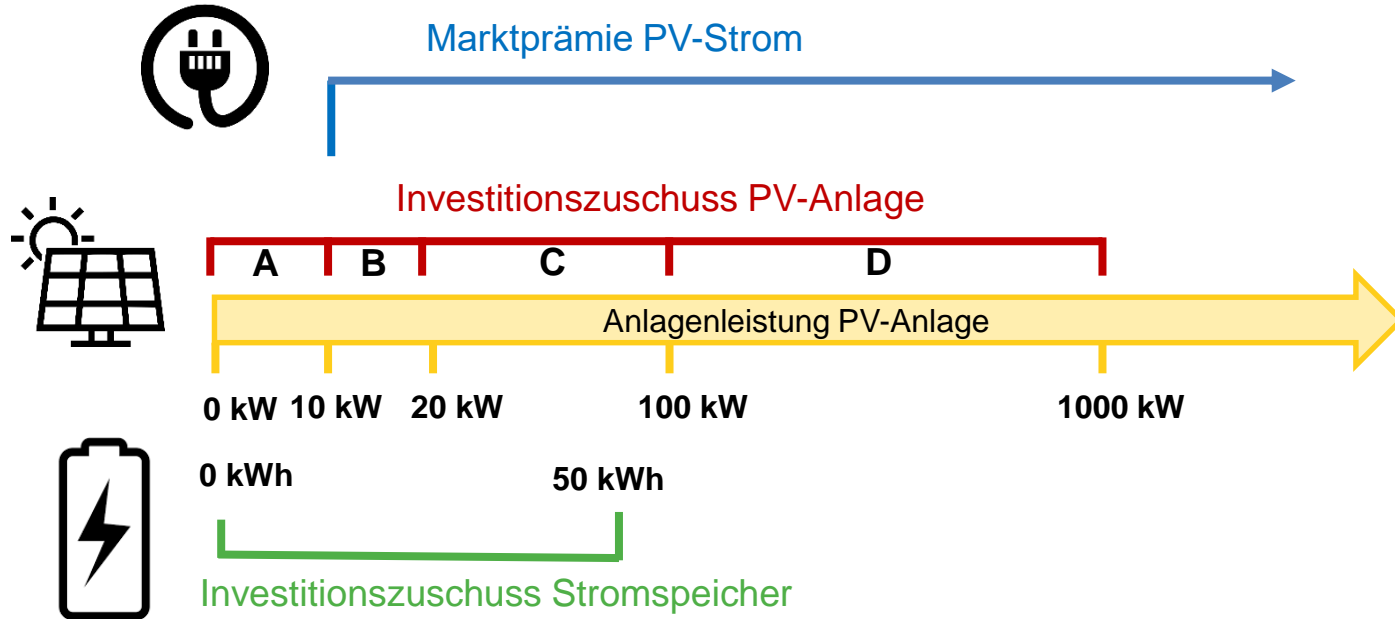 Marktprämie PV-Strom
Investitionszuschuss PV-Anlage
A B C D
Anlagenleistung PV-Anlage
0 kW 10 kW 20 kW 100 kW 1000 kW
0 kWh 50 kWh
Investitionszuschuss Stromspeicher